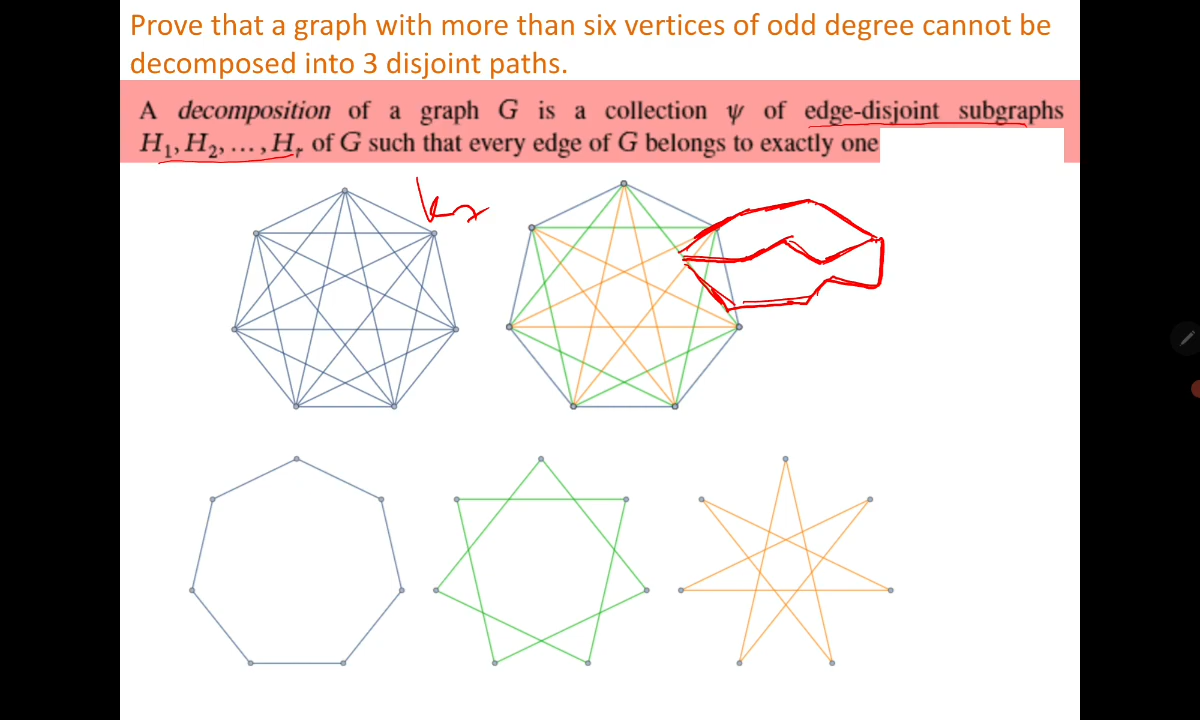 Prove that a graph with more than six vertices of odd degree cannot be
decomposed into 3 disjoint paths.
A decomposition of a graph G is a collection ψ of edge-disjoint subgraphs
H₁, H₂, …, Hᵣ of G such that every edge of G belongs to exactly one